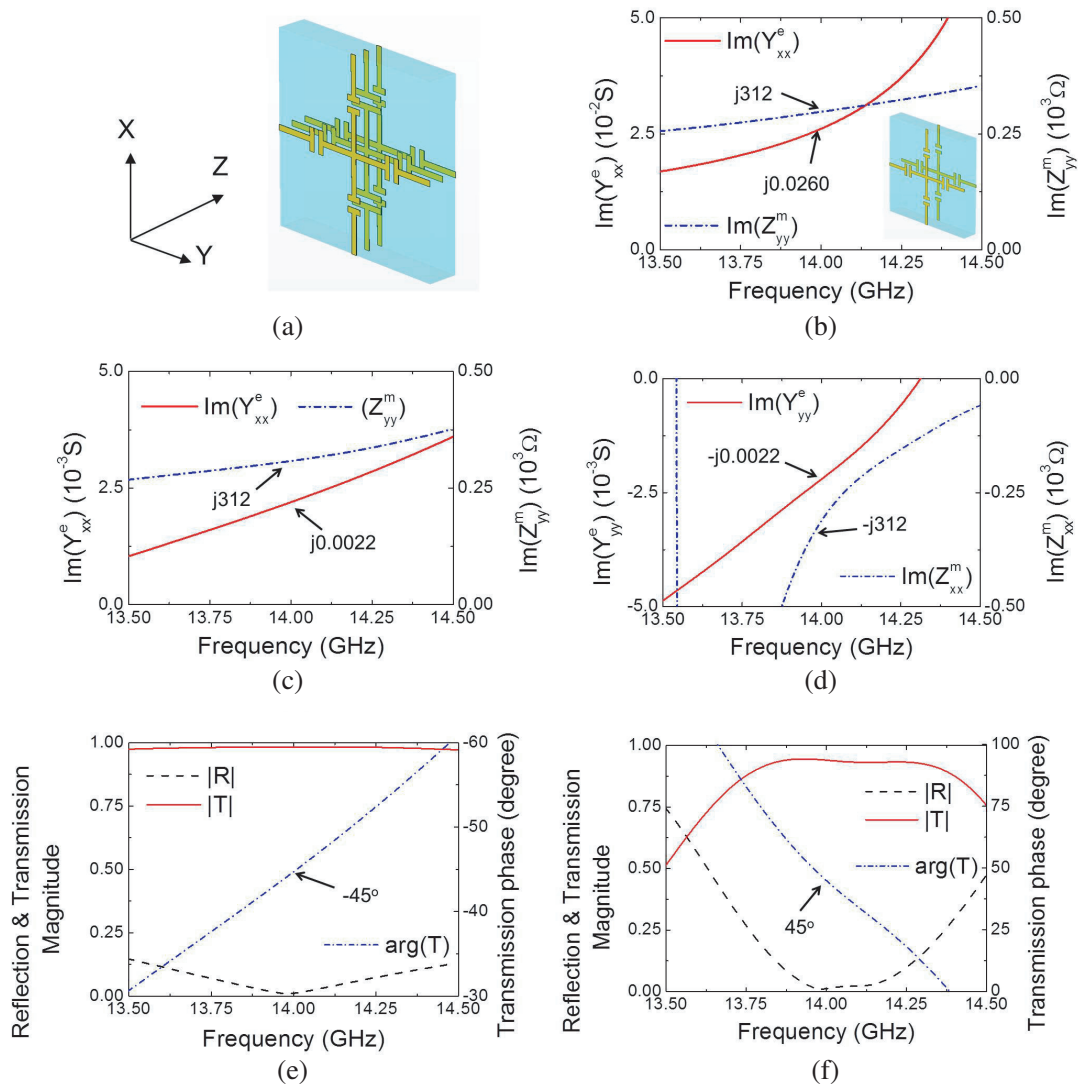 X
Z
Y
(a)
5.0
2.5
0.0
Im(Y^e_xx) (10^-2 S)
Im(Y^e_xx)
j312
j0.0260
Im(Z^m_yy)
0.50
0.25
0.00
Im(Z^m_yy) (10^3 Ω)
13.50 13.75 14.00 14.25 14.50
Frequency (GHz)
(b)
5.0
2.5
0.0
Im(Y^e_xx) (10^-3 S)
Im(Y^e_xx) (Z^m_yy)
j312
j0.0022
0.50
0.25
0.00
Im(Z^m_yy) (10^3 Ω)
13.50 13.75 14.00 14.25 14.50
Frequency (GHz)
(c)
0.0
-2.5
-5.0
Im(Y^e_yy) (10^-3 S)
Im(Y^e_yy)
-j0.0022
-j312
Im(Z^m_xx)
0.00
-0.25
-0.50
Im(Z^m_xx) (10^3 Ω)
13.50 13.75 14.00 14.25 14.50
Frequency (GHz)
(d)
1.00
0.75
0.50
0.25
0.00
Reflection & Transmission
Magnitude
|R|
|T|
-45°
arg(T)
-60
-50
-40
-30
Transmission phase (degree)
13.50 13.75 14.00 14.25 14.50
Frequency (GHz)
(e)
1.00
0.75
0.50
0.25
0.00
Reflection & Transmission
Magnitude
|R|
|T|
arg(T)
45°
100
75
50
25
0
Transmission phase (degree)
13.50 13.75 14.00 14.25 14.50
Frequency (GHz)
(f)